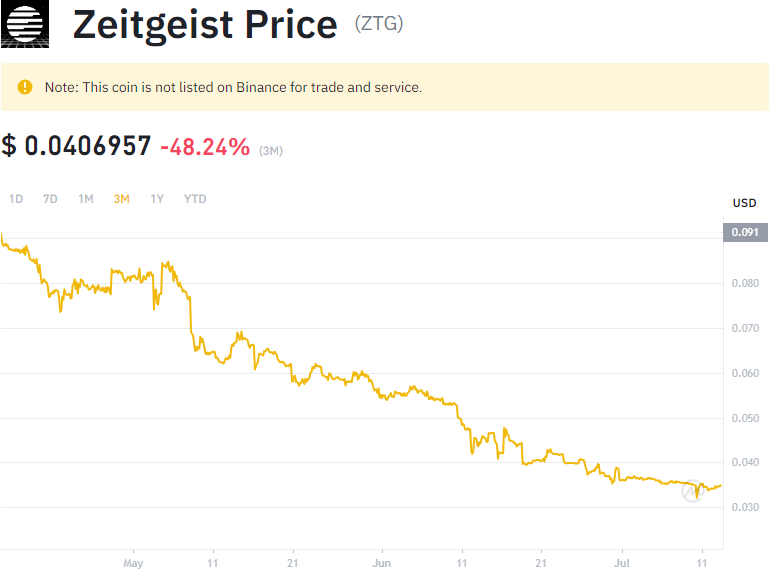 Zeitgeist Price (ZTG)
Note: This coin is not listed on Binance for trade and service.
$ 0.0406957 -48.24% (3M)
1D 7D 1M 3M 1Y YTD
USD
0.091
0.080
0.070
0.060
0.050
0.040
0.030
May 11 21 Jun 11 21 Jul 11